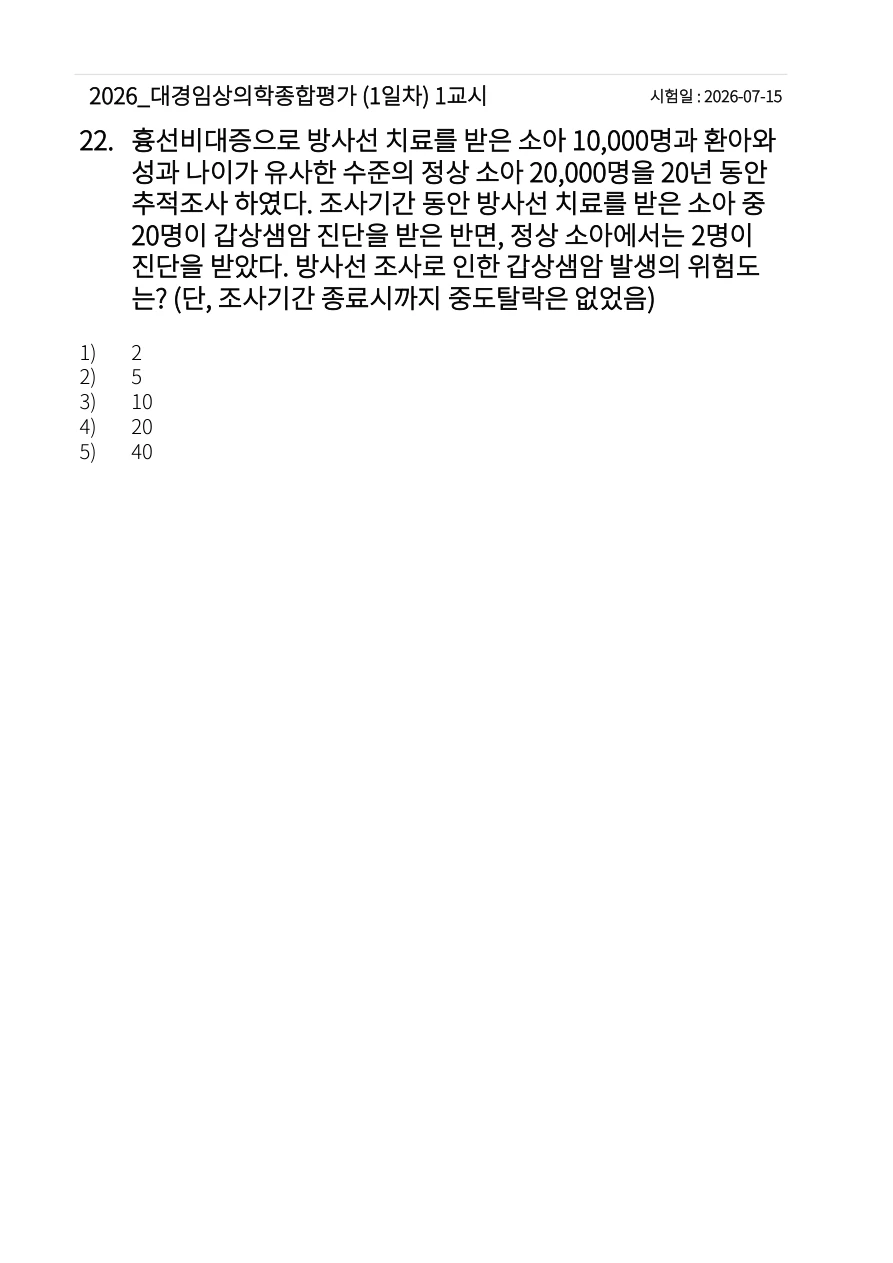 2026_대경임상의학종합평가 (1일차) 1교시 시험일 : 2026-07-15
22. 흉선비대증으로 방사선 치료를 받은 소아 10,000명과 환아와
성과 나이가 유사한 수준의 정상 소아 20,000명을 20년 동안
추적조사 하였다. 조사기간 동안 방사선 치료를 받은 소아 중
20명이 갑상샘암 진단을 받은 반면, 정상 소아에서는 2명이
진단을 받았다. 방사선 조사로 인한 갑상샘암 발생의 위험도
는? (단, 조사기간 종료시까지 중도탈락은 없었음)
1) 2
2) 5
3) 10
4) 20
5) 40